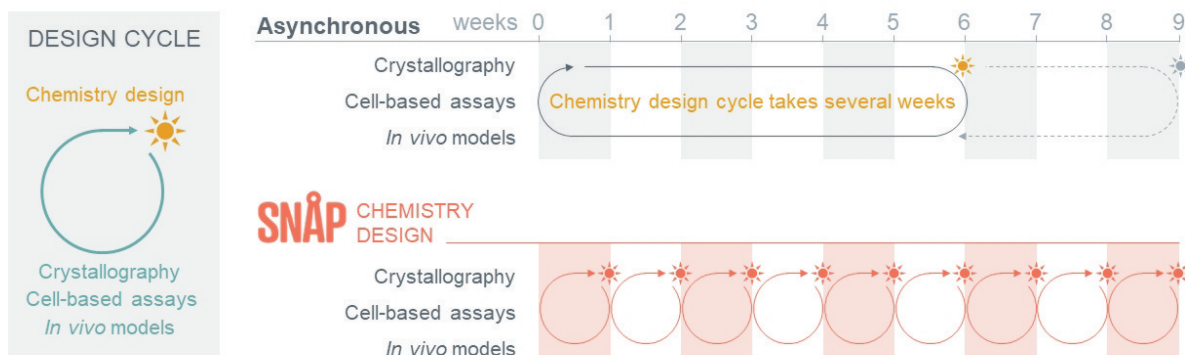 DESIGN CYCLE
Chemistry design
Crystallography
Cell-based assays
In vivo models
Asynchronous weeks 0 1 2 3 4 5 6 7 8 9
Crystallography
Cell-based assays
In vivo models
Chemistry design cycle takes several weeks
SNÅP CHEMISTRY
DESIGN
Crystallography
Cell-based assays
In vivo models